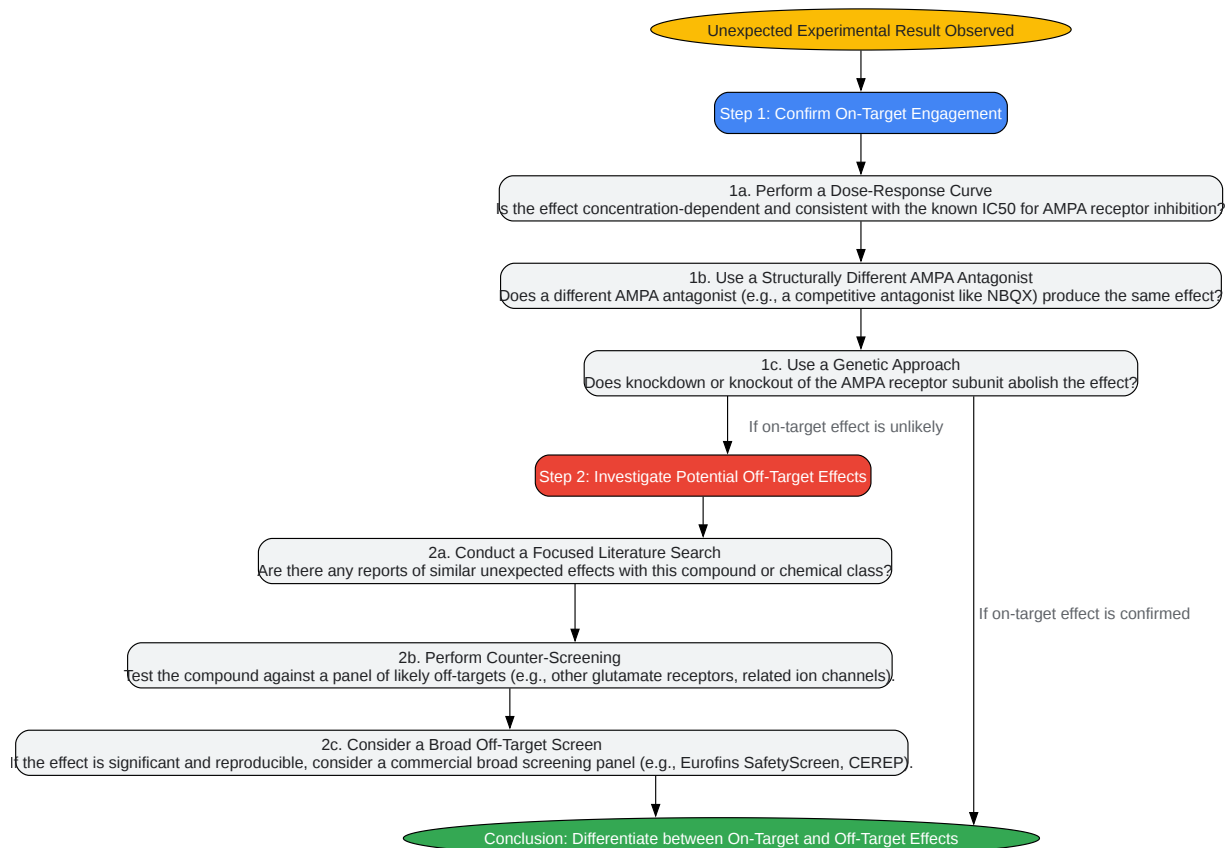 Unexpected Experimental Result Observed
Step 1: Confirm On-Target Engagement
1a. Perform a Dose-Response Curve
Is the effect concentration-dependent and consistent with the known IC50 for AMPA receptor inhibition?
1b. Use a Structurally Different AMPA Antagonist
Does a different AMPA antagonist (e.g., a competitive antagonist like NBQX) produce the same effect?
1c. Use a Genetic Approach
Does knockdown or knockout of the AMPA receptor subunit abolish the effect?
If on-target effect is unlikely
Step 2: Investigate Potential Off-Target Effects
2a. Conduct a Focused Literature Search
Are there any reports of similar unexpected effects with this compound or chemical class?
If on-target effect is confirmed
2b. Perform Counter-Screening
Test the compound against a panel of likely off-targets (e.g., other glutamate receptors, related ion channels).
2c. Consider a Broad Off-Target Screen
If the effect is significant and reproducible, consider a commercial broad screening panel (e.g., Eurofins SafetyScreen, CEREP).
Conclusion: Differentiate between On-Target and Off-Target Effects